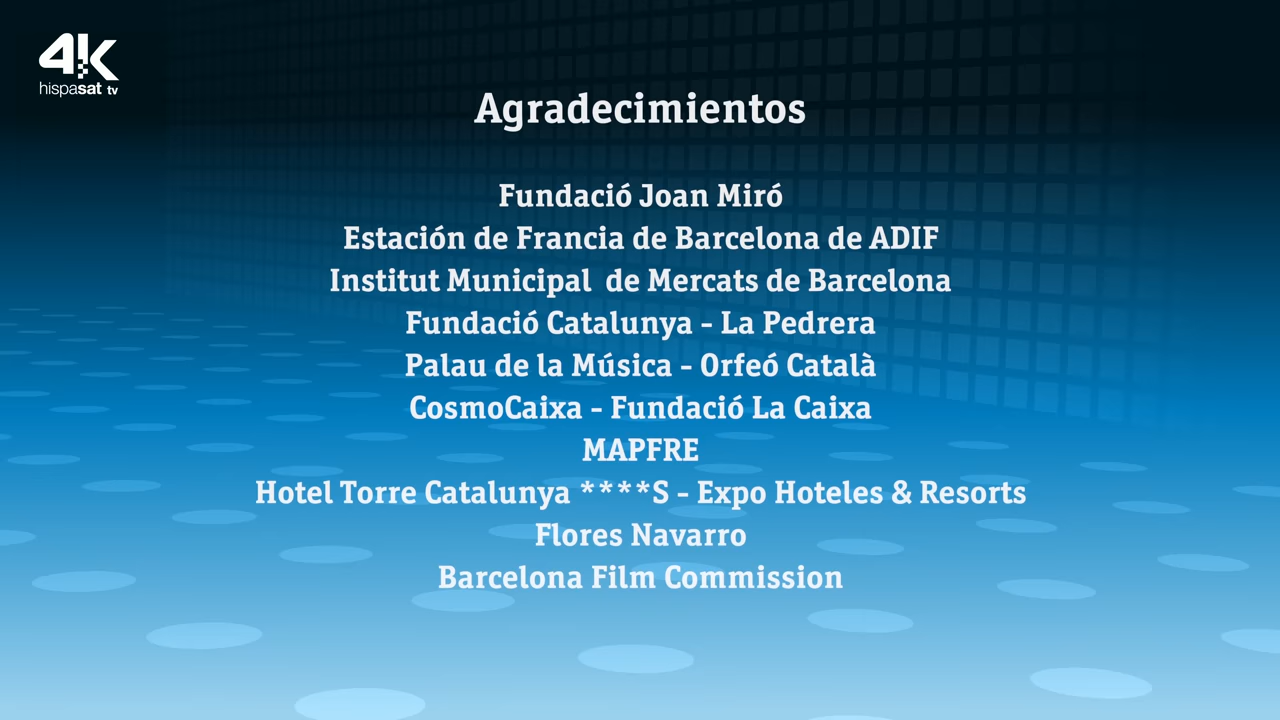 4K
hispasat tv
Agradecimientos
Fundació Joan Miró
Estación de Francia de Barcelona de ADIF
Institut Municipal  de Mercats de Barcelona
Fundació Catalunya - La Pedrera
Palau de la Música - Orfeó Català
CosmoCaixa - Fundació La Caixa
MAPFRE
Hotel Torre Catalunya ****S - Expo Hoteles & Resorts
Flores Navarro
Barcelona Film Commission